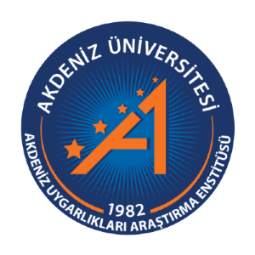 AKDENİZ ÜNİVERSİTESİ
1982
AKDENİZ UYGARLIKLARI ARAŞTIRMA ENSTİTÜSÜ